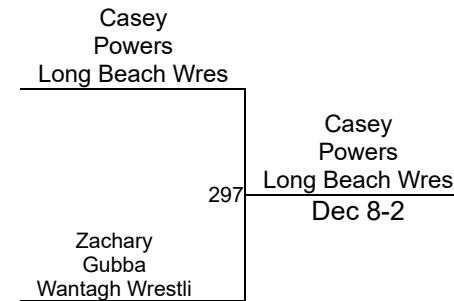 Casey
Powers
Long Beach Wres
Casey
Powers
Long Beach Wres
297
Dec 8-2
Zachary
Gubba
Wantagh Wrestli